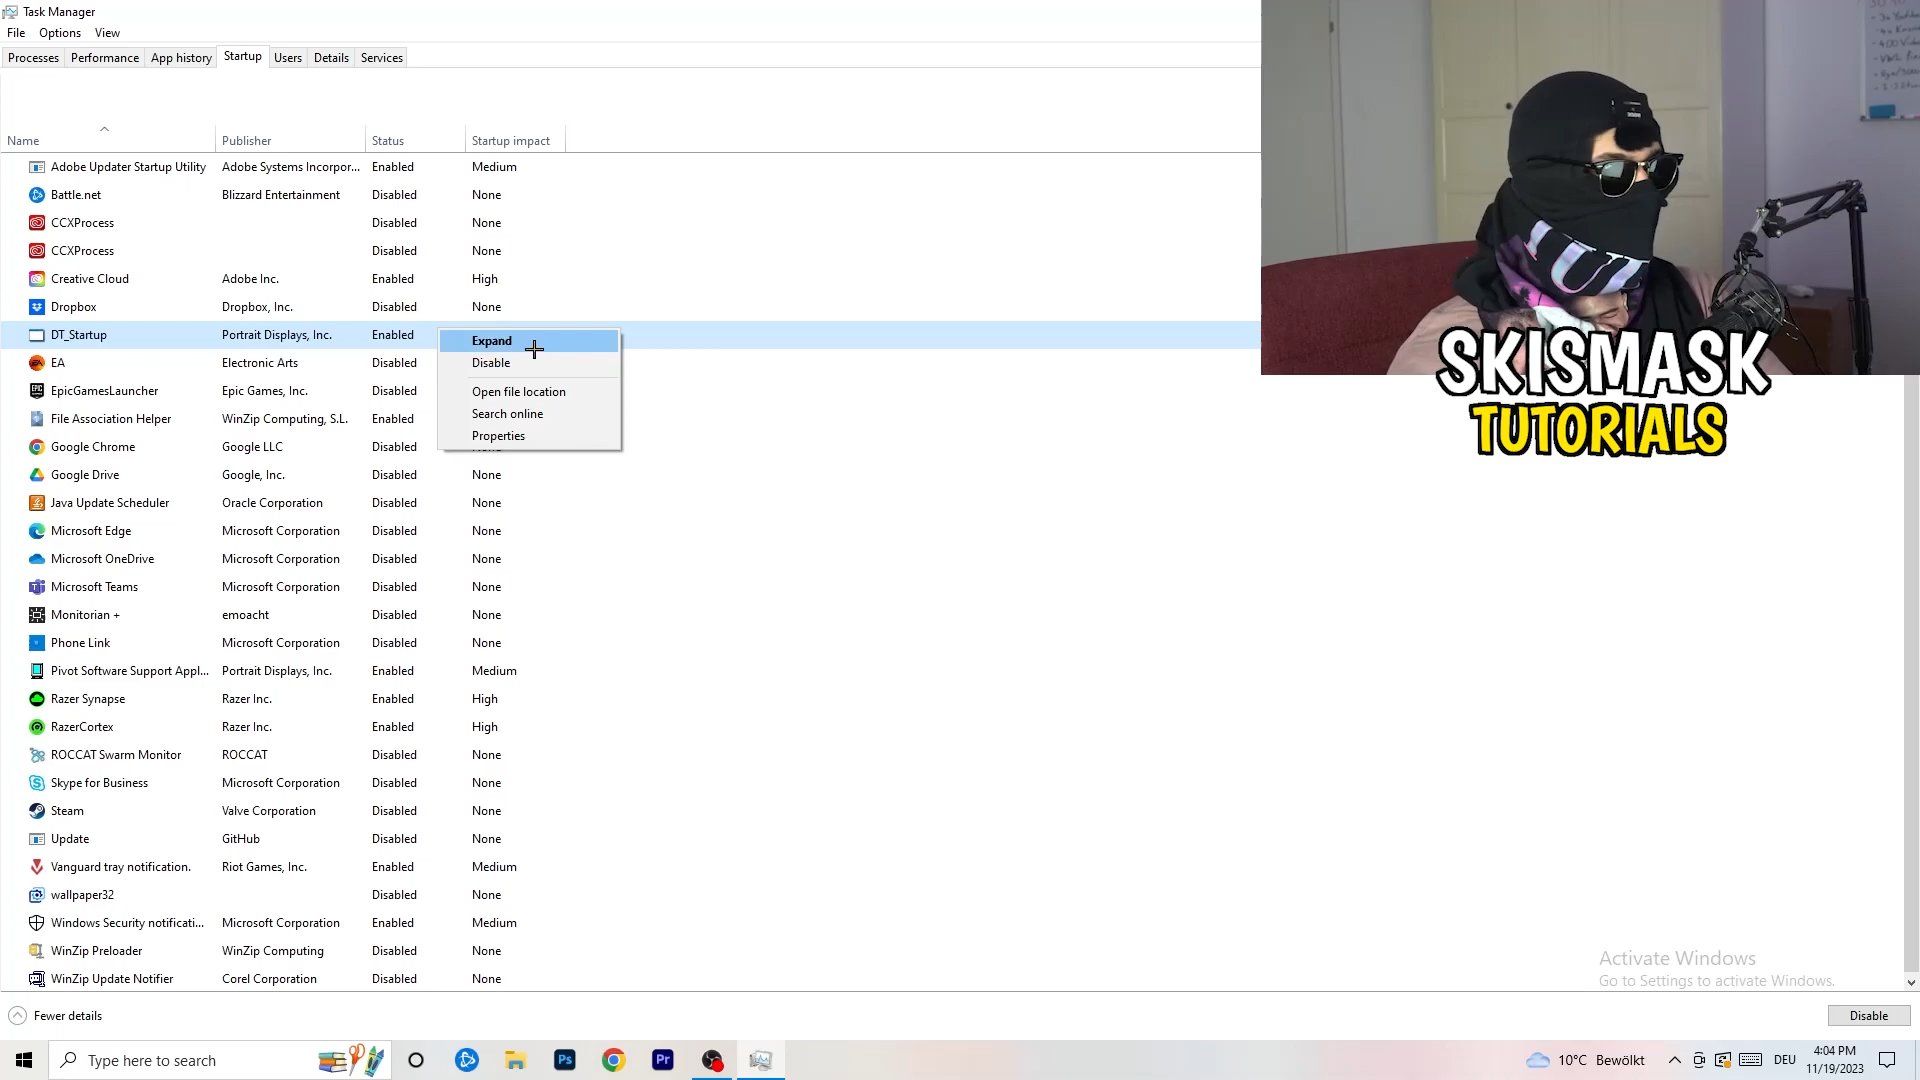 Task Manager
File Options View
Processes Performance App history Startup Users Details Services
Name Publisher Status Startup impact
Adobe Updater Startup Utility Adobe Systems Incorpor... Enabled Medium
Battle.net Blizzard Entertainment Disabled None
CCXProcess Disabled None
CCXProcess Disabled None
Creative Cloud Adobe Inc. Enabled High
Dropbox Dropbox, Inc. Disabled None
DT_Startup Portrait Displays, Inc. Enabled
EA Electronic Arts Disabled
EpicGamesLauncher Epic Games, Inc. Disabled
File Association Helper WinZip Computing, S.L. Enabled
Google Chrome Google LLC Disabled
Google Drive Google, Inc. Disabled None
Java Update Scheduler Oracle Corporation Disabled None
Microsoft Edge Microsoft Corporation Disabled None
Microsoft OneDrive Microsoft Corporation Disabled None
Microsoft Teams Microsoft Corporation Disabled None
Monitorian + emoacht Disabled None
Phone Link Microsoft Corporation Disabled None
Pivot Software Support Appl... Portrait Displays, Inc. Enabled Medium
Razer Synapse Razer Inc. Enabled High
RazerCortex Razer Inc. Enabled High
ROCCAT Swarm Monitor ROCCAT Disabled None
Skype for Business Microsoft Corporation Disabled None
Steam Valve Corporation Disabled None
Update GitHub Disabled None
Vanguard tray notification. Riot Games, Inc. Enabled Medium
wallpaper32 Disabled None
Windows Security notificati... Microsoft Corporation Enabled Medium
WinZip Preloader WinZip Computing Disabled None
WinZip Update Notifier Corel Corporation Disabled None
Expand
Disable
Open file location
Search online
Properties
SKISMASK
TUTORIALS
Activate Windows
Go to Settings to activate Windows.
Fewer details
Disable
Type here to search
Ps
Pr
10°C Bewölkt
DEU
4:04 PM
11/19/2023